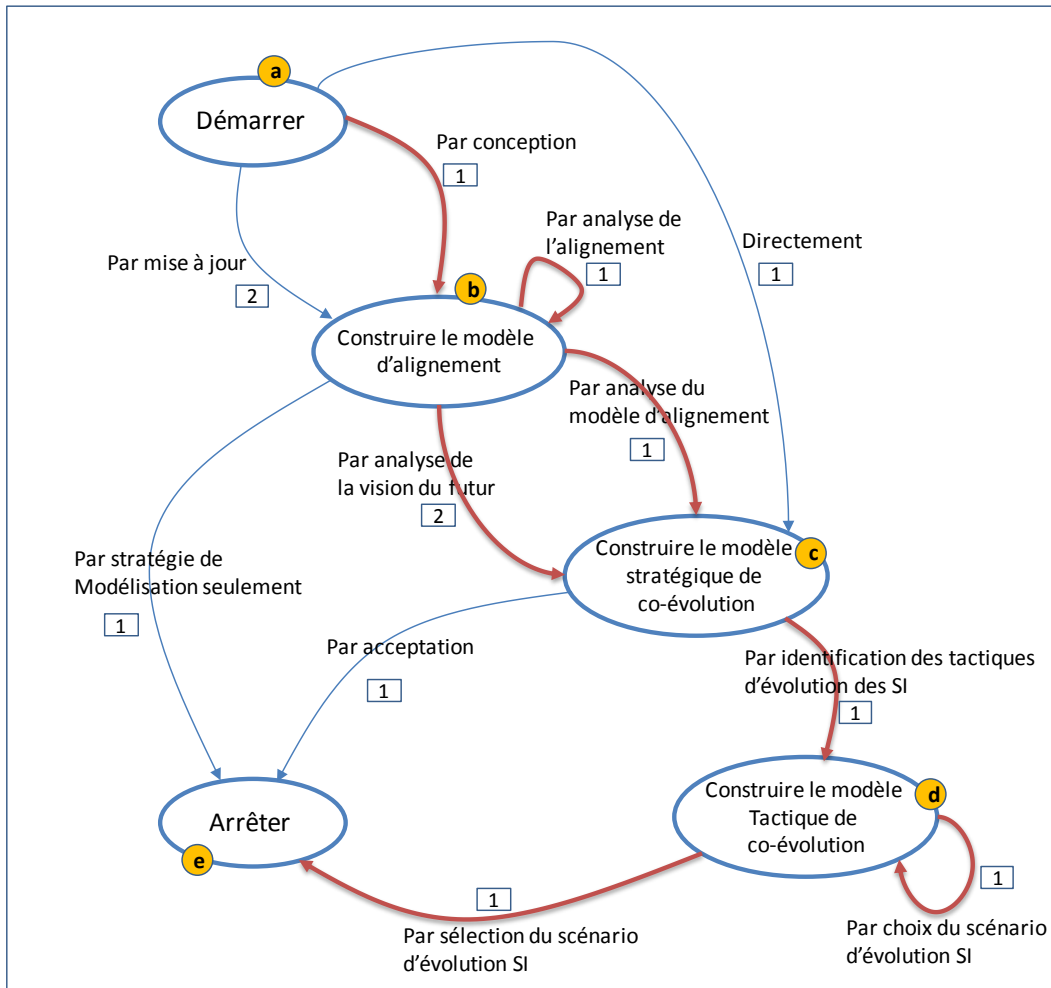 a
Démarrer
Par conception
1
Par analyse de
l'alignement
1
Directement
1
Par mise à jour
2
b
Construire le modèle
d'alignement
Par analyse du
modèle d'alignement
1
Par analyse de
la vision du futur
2
c
Construire le modèle
stratégique de
co-évolution
Par stratégie de
Modélisation seulement
1
Par acceptation
1
Par identification des tactiques
d'évolution des SI
1
d
Construire le modèle
Tactique de
co-évolution
Arrêter
e
1
Par sélection du scénario
d'évolution SI
1
Par choix du scénario
d'évolution SI